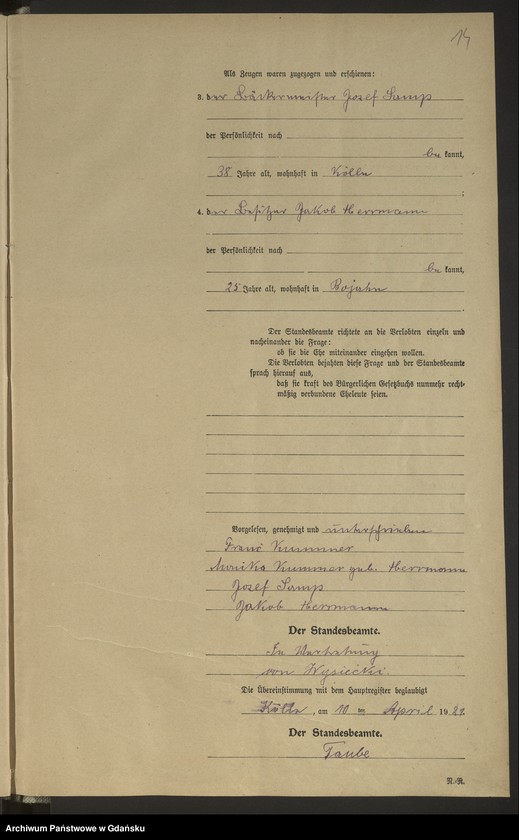 14
Als Zeugen waren zugezogen und erschienen:
3. der Bäckermeister Josef Samp
der Persönlichkeit nach
bekannt,
38 Jahre alt, wohnhaft in Kölln
;
4. der Besitzer Jakob Herrmann
der Persönlichkeit nach
bekannt,
25 Jahre alt, wohnhaft in Bojahn
.
Der Standesbeamte richtete an die Verlobten einzeln und
nacheinander die Frage:
ob sie die Ehe miteinander eingehen wollen.
Die Verlobten bejahten diese Frage und der Standesbeamte
sprach hierauf aus,
daß sie kraft des Bürgerlichen Gesetzbuchs nunmehr recht-
mäßig verbundene Eheleute seien.
Vorgelesen, genehmigt und unterschrieben
Franz Kummer
Monika Kummer geb. Herrmann
Josef Samp
Jakob Herrmann
Der Standesbeamte.
In Vertretung
von Wysiecki.
Die Übereinstimmung mit dem Hauptregister beglaubigt
Kölln, am 10 ten April 19
Der Standesbeamte.
Taube
N.-R.
Archiwum Państwowe w Gdańsku